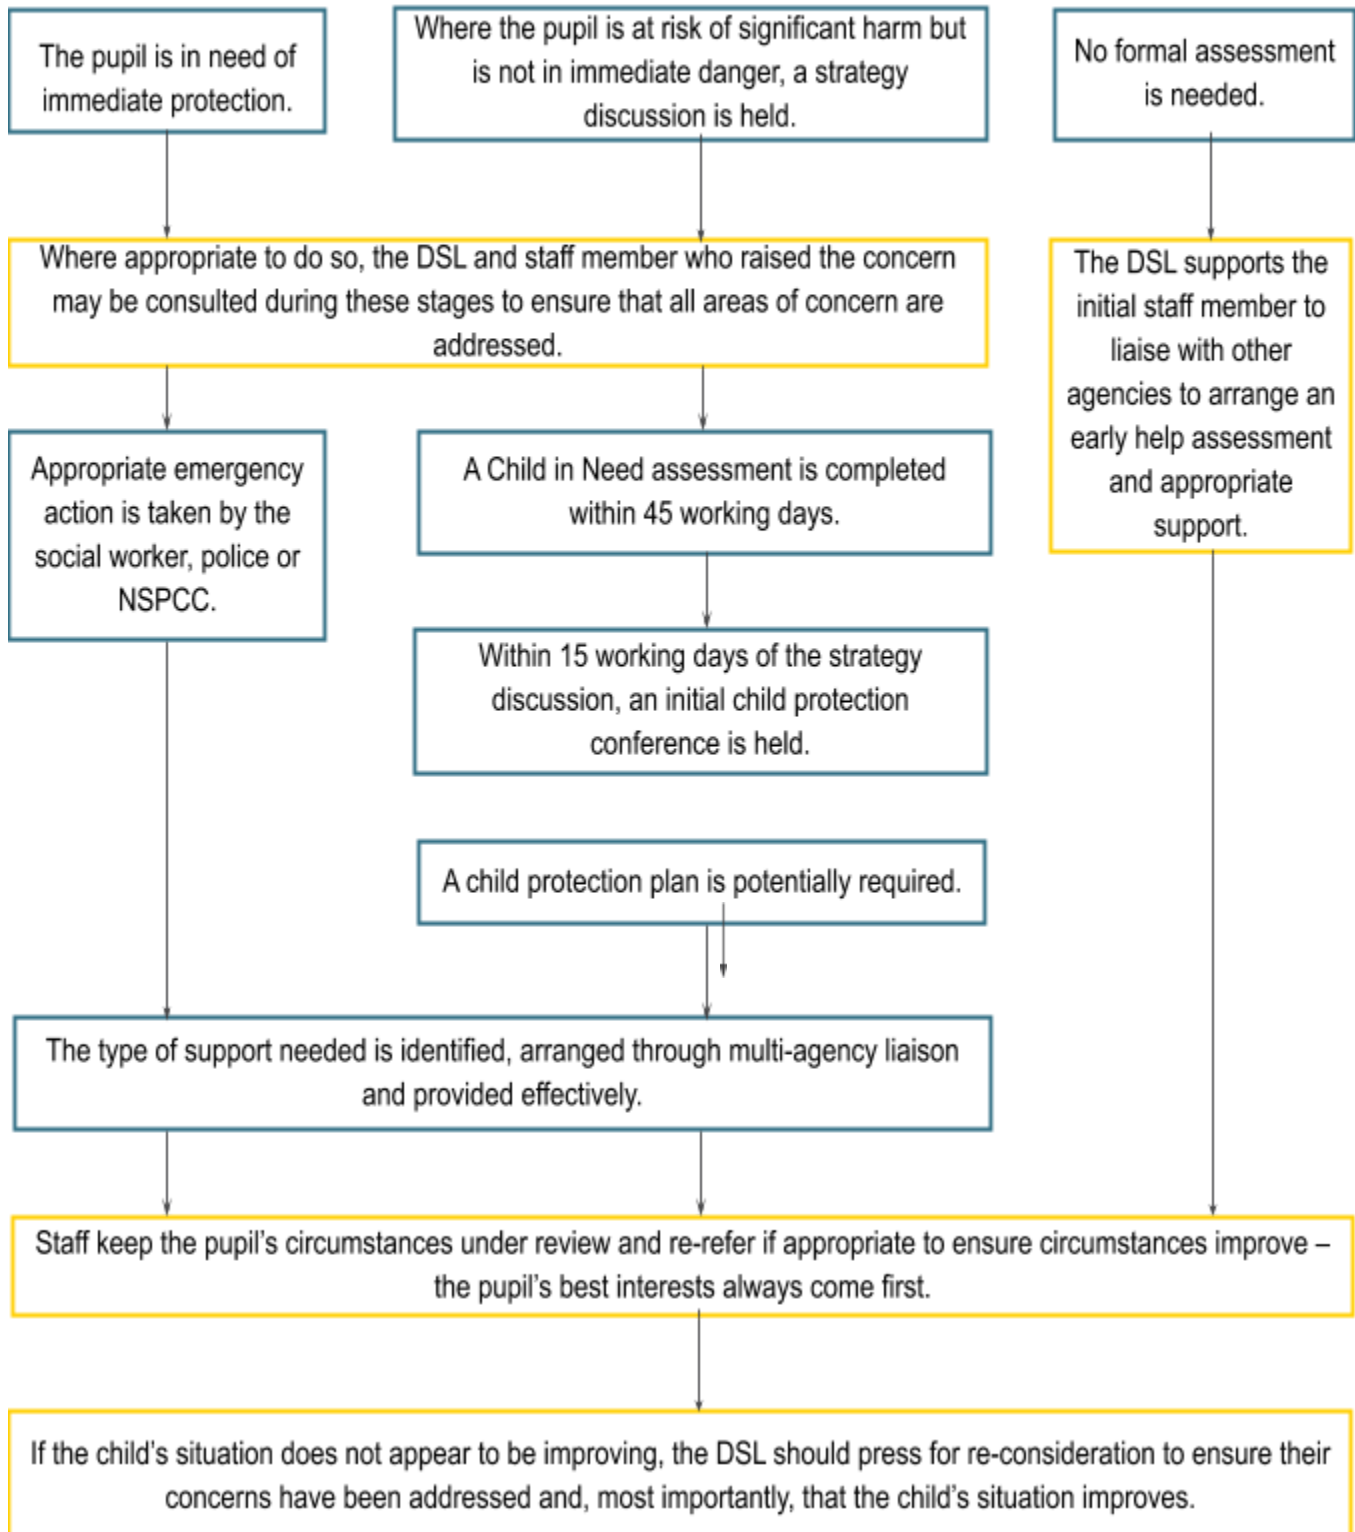 The pupil is in need of
immediate protection.
Where the pupil is at risk of significant harm but
is not in immediate danger, a strategy
discussion is held.
No formal assessment
is needed.
Where appropriate to do so, the DSL and staff member who raised the concern
may be consulted during these stages to ensure that all areas of concern are
addressed.
The DSL supports the
initial staff member to
liaise with other
agencies to arrange an
early help assessment
and appropriate
support.
Appropriate emergency
action is taken by the
social worker, police or
NSPCC.
A Child in Need assessment is completed
within 45 working days.
Within 15 working days of the strategy
discussion, an initial child protection
conference is held.
A child protection plan is potentially required.
The type of support needed is identified, arranged through multi-agency liaison
and provided effectively.
Staff keep the pupil's circumstances under review and re-refer if appropriate to ensure circumstances improve –
the pupil's best interests always come first.
If the child's situation does not appear to be improving, the DSL should press for re-consideration to ensure their
concerns have been addressed and, most importantly, that the child's situation improves.